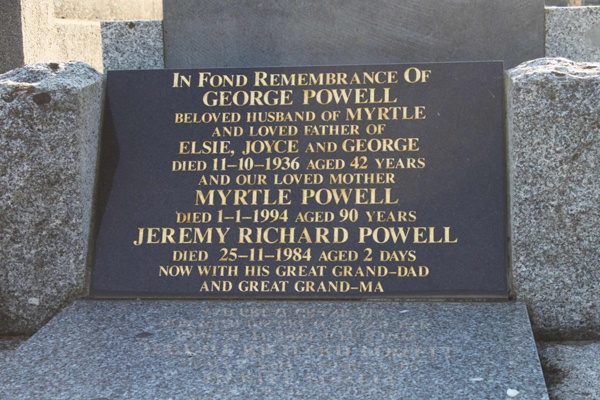 IN FOND REMEMBRANCE OF
GEORGE POWELL
BELOVED HUSBAND OF MYRTLE
AND LOVED FATHER OF
ELSIE, JOYCE AND GEORGE
DIED 11-10-1936 AGED 42 YEARS
AND OUR LOVED MOTHER
MYRTLE POWELL
DIED 1-1-1994 AGED 90 YEARS
JEREMY RICHARD POWELL
DIED 25-11-1984 AGED 2 DAYS
NOW WITH HIS GREAT GRAND-DAD
AND GREAT GRAND-MA